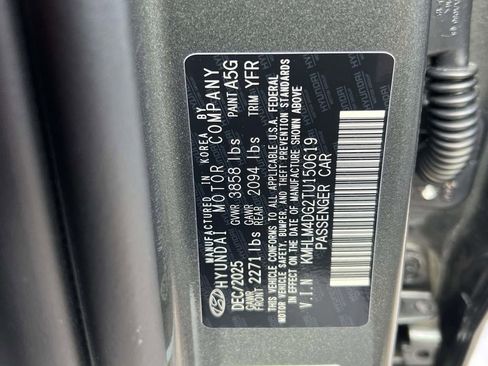 MANUFACTURED IN KOREA BY
HYUNDAI MOTOR COMPANY
DEC/2025 GVWR 3858 lbs PAINT A5G
GAWR FRONT 2271 lbs GAWR REAR 2094 lbs TRIM YFR
THIS VEHICLE CONFORMS TO ALL APPLICABLE U.S.A. FEDERAL
MOTOR VEHICLE SAFETY, BUMPER, AND THEFT PREVENTION STANDARDS
IN EFFECT ON THE DATE OF MANUFACTURE SHOWN ABOVE
V.I.N KMHLM4DG2TU150619
PASSENGER CAR